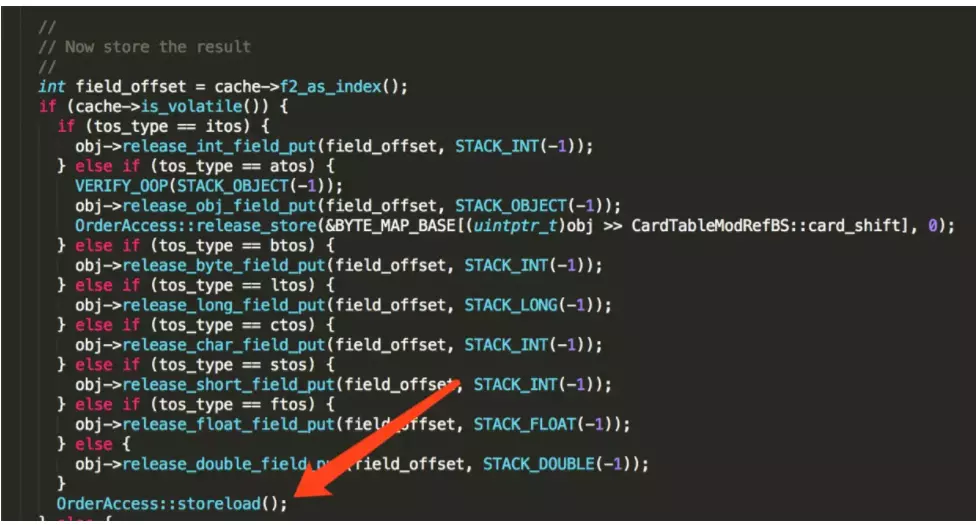 //
// Now store the result
//
int field_offset = cache->f2_as_index();
if (cache->is_volatile()) {
if (tos_type == itos) {
obj->release_int_field_put(field_offset, STACK_INT(-1));
} else if (tos_type == atos) {
VERIFY_OOP(STACK_OBJECT(-1));
obj->release_obj_field_put(field_offset, STACK_OBJECT(-1));
OrderAccess::release_store(&BYTE_MAP_BASE[(uintptr_t)obj >> CardTableModRefBS::card_shift], 0);
} else if (tos_type == btos) {
obj->release_byte_field_put(field_offset, STACK_INT(-1));
} else if (tos_type == ltos) {
obj->release_long_field_put(field_offset, STACK_LONG(-1));
} else if (tos_type == ctos) {
obj->release_char_field_put(field_offset, STACK_INT(-1));
} else if (tos_type == stos) {
obj->release_short_field_put(field_offset, STACK_INT(-1));
} else if (tos_type == ftos) {
obj->release_float_field_put(field_offset, STACK_FLOAT(-1));
} else {
obj->release_double_field_put(field_offset, STACK_DOUBLE(-1));
}
OrderAccess::storeload();
} else {